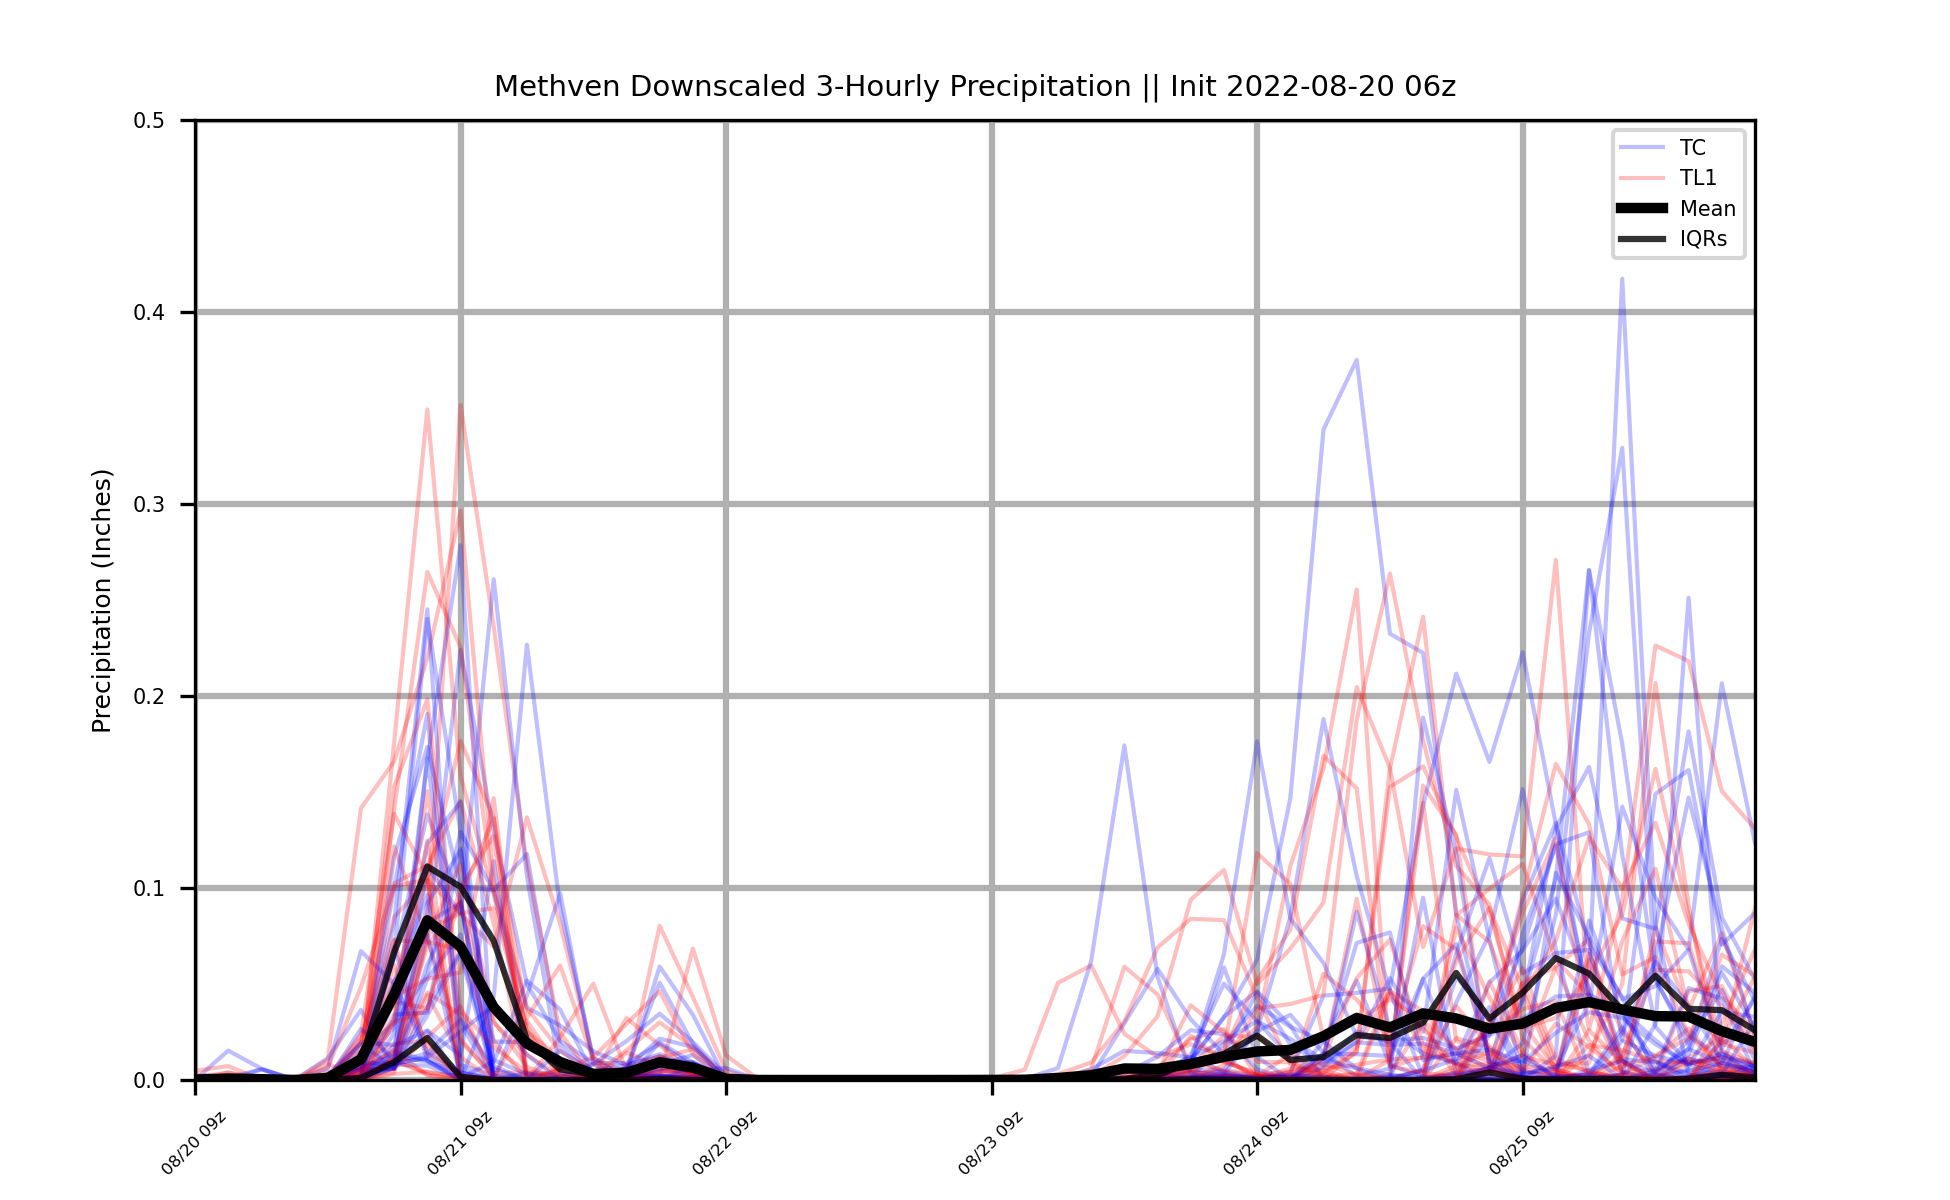 Methven Downscaled 3-Hourly Precipitation || Init 2022-08-20 06z
Precipitation (Inches)
0.5
0.4
0.3
0.2
0.1
0.0
TC
TL1
Mean
IQRs
08/20 09z
08/21 09z
08/22 09z
08/23 09z
08/24 09z
08/25 09z